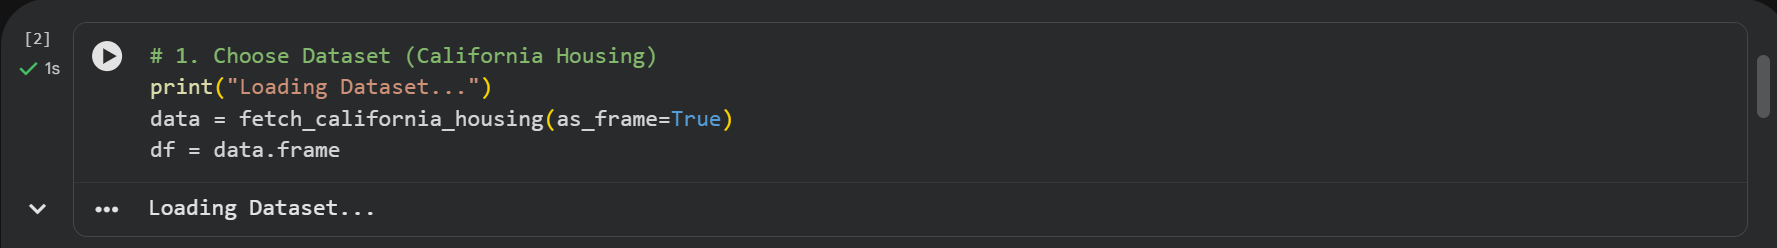 [2]
1s
# 1. Choose Dataset (California Housing)
print("Loading Dataset...")
data = fetch_california_housing(as_frame=True)
df = data.frame
Loading Dataset...